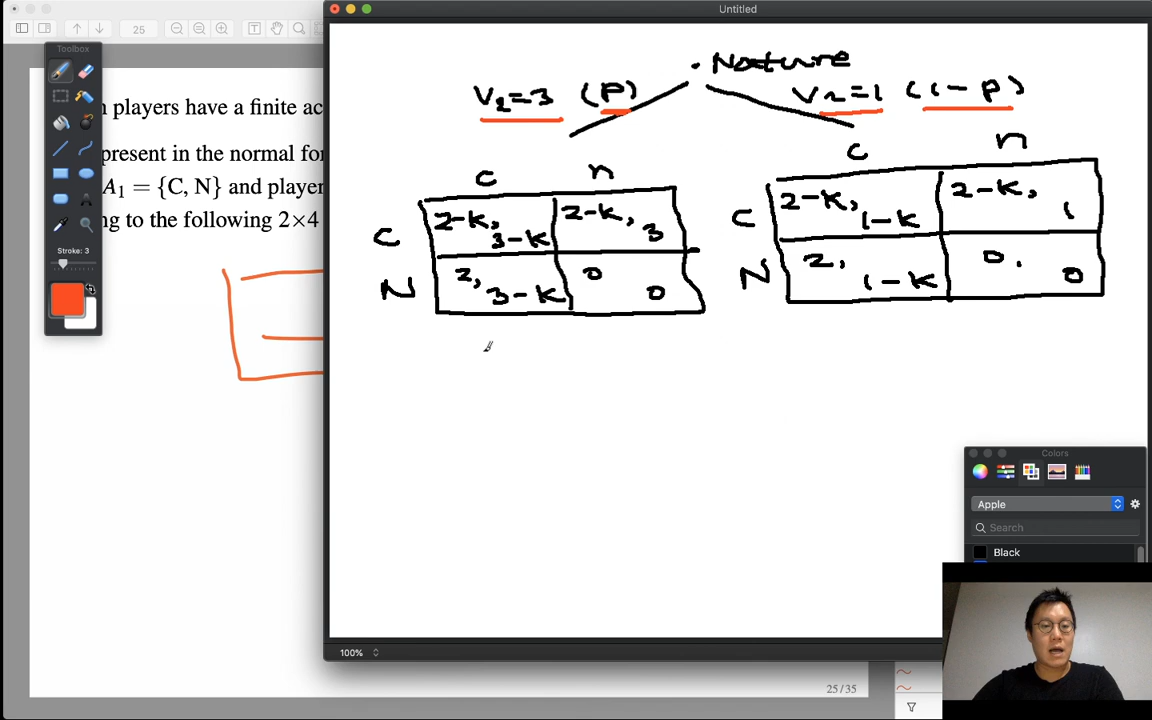 Untitled
25
Toolbox
n players have a finite ac
present in the normal for
A₁ = {C, N} and player
ng to the following 2×4
Stroke: 3
. Nature
V₂=3 (P) V₂=1 (1-P)
c n
C 2-K, 3-K 2-K, 3
N 2, 3-K 0 0
c n
C 2-K, 1-K 2-K, 1
N 2, 1-K 0, 0
Colors
Apple
Search
Black
100%
25/35